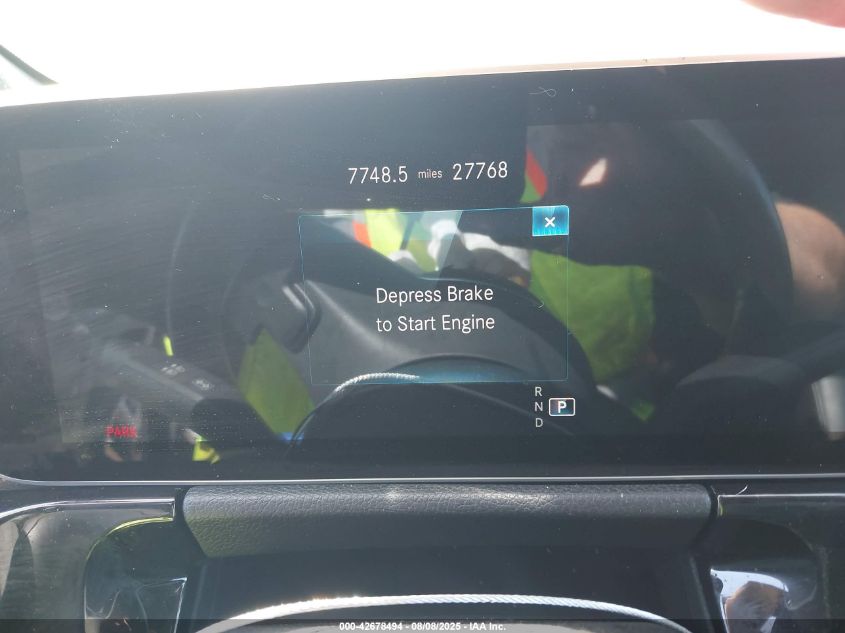 7748.5 miles 27768
×
Depress Brake
to Start Engine
R
N P
D
PARK
000-42678494 - 08/08/2025 - IAA Inc.